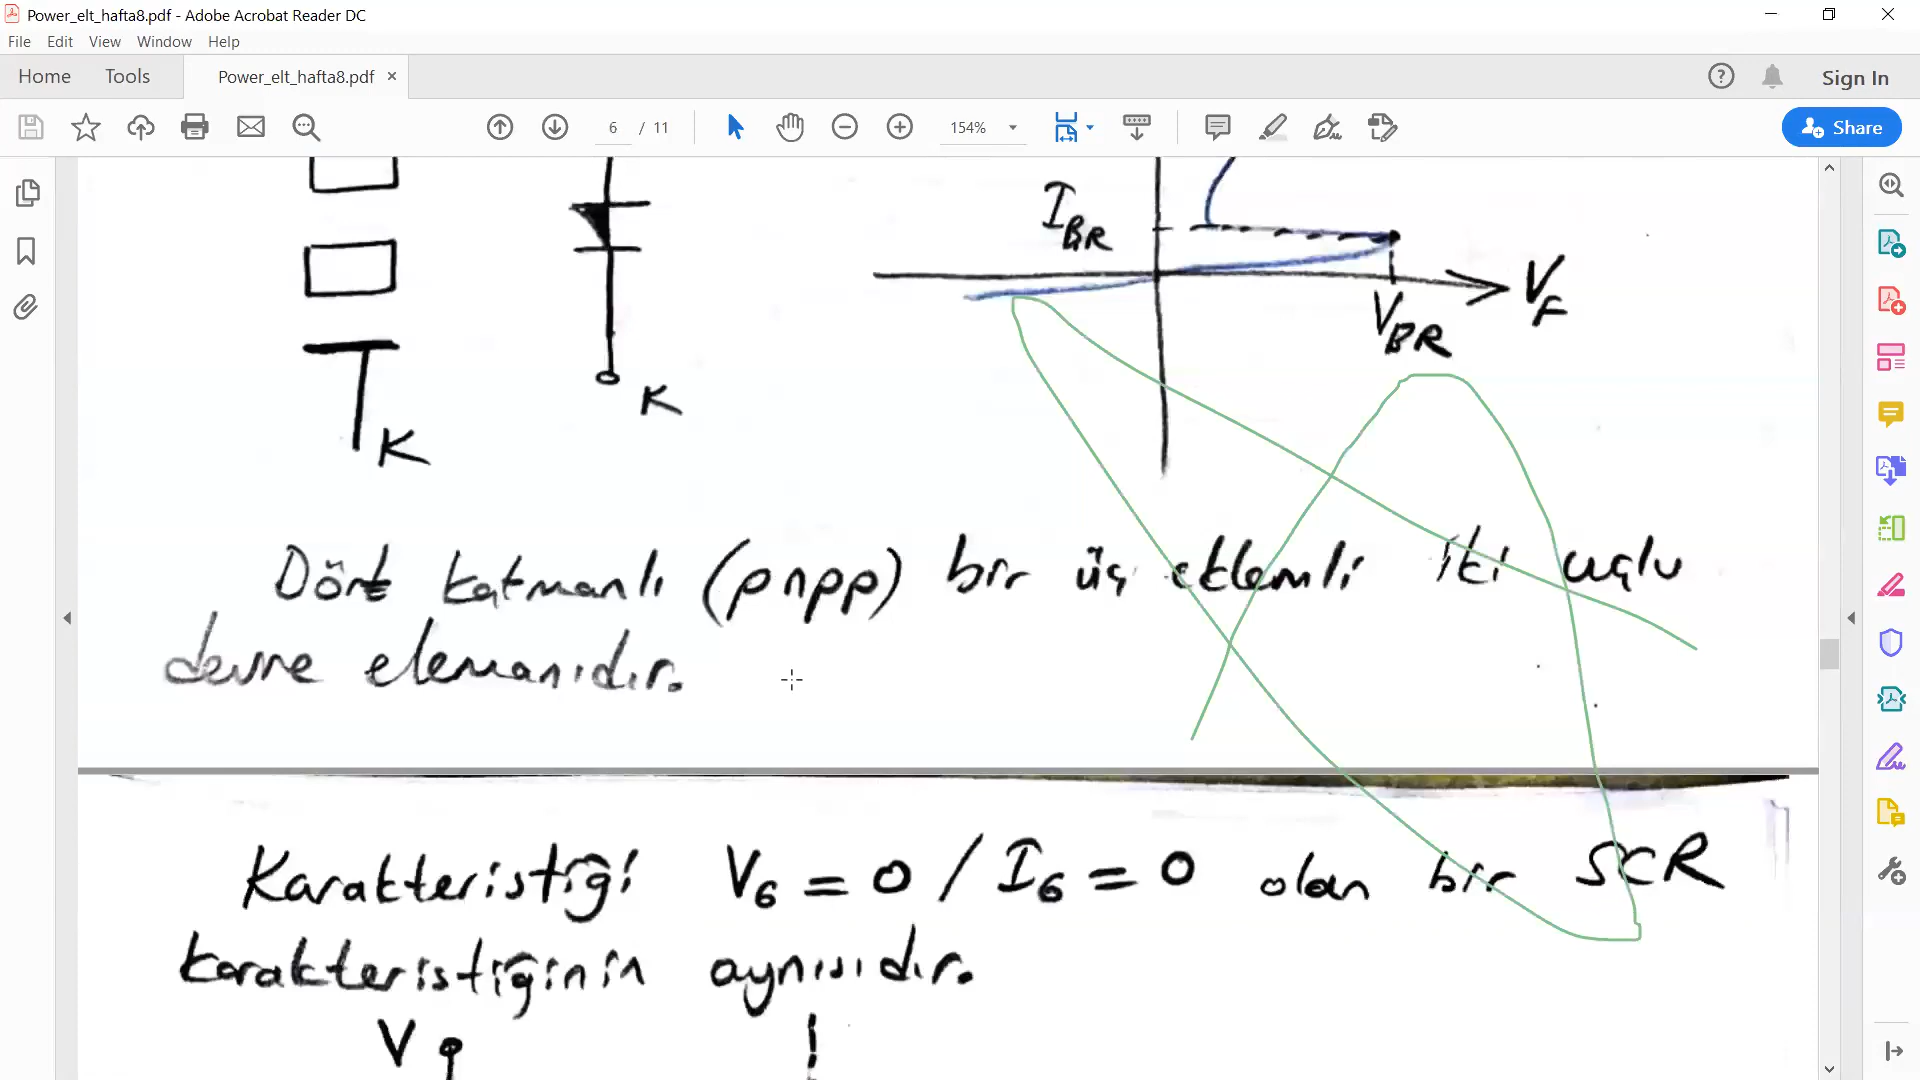 Power_elt_hafta8.pdf - Adobe Acrobat Reader DC
File Edit View Window Help
Home Tools Power_elt_hafta8.pdf ×
6 / 11 154% Share
Sign In
I_BR
V_F
V_BR
K
K
Dört katmanlı (pnpp) bir üç eklemli iki uçlu
devre elemanıdır.
Karakteristiği V_G = 0 / I_G = 0 olan bir SCR
karakteristiğinin aynısıdır.
V